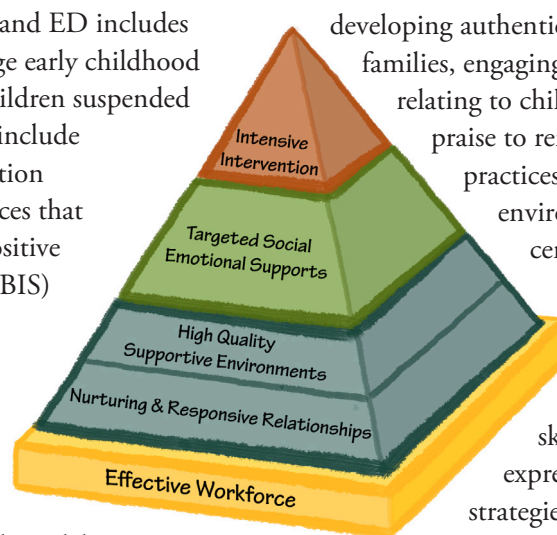 and ED includes
ge early childhood
ildren suspended
include
tion
ces that
ositive
BIS)
Intensive
Intervention
Targeted Social
Emotional Supports
High Quality
Supportive Environments
Nurturing & Responsive Relationships
Effective Workforce
developing authentic
families, engaging
relating to chil
praise to re
practices
enviro
cer
sk
expre
strategie